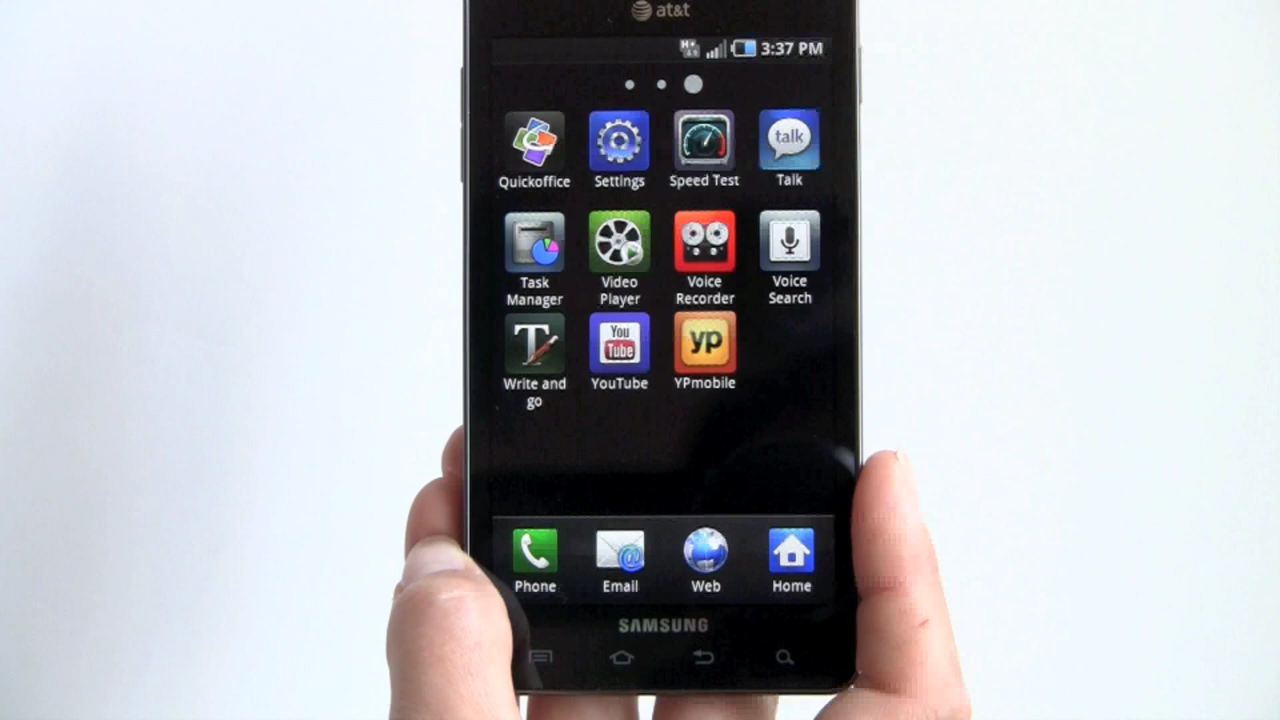 at&t
H+ 3:37 PM
Quickoffice Settings Speed Test talk Talk
Task Manager Video Player Voice Recorder Voice Search
T You Tube yp
Write and go YouTube YPmobile
@
Phone Email Web Home
SAMSUNG